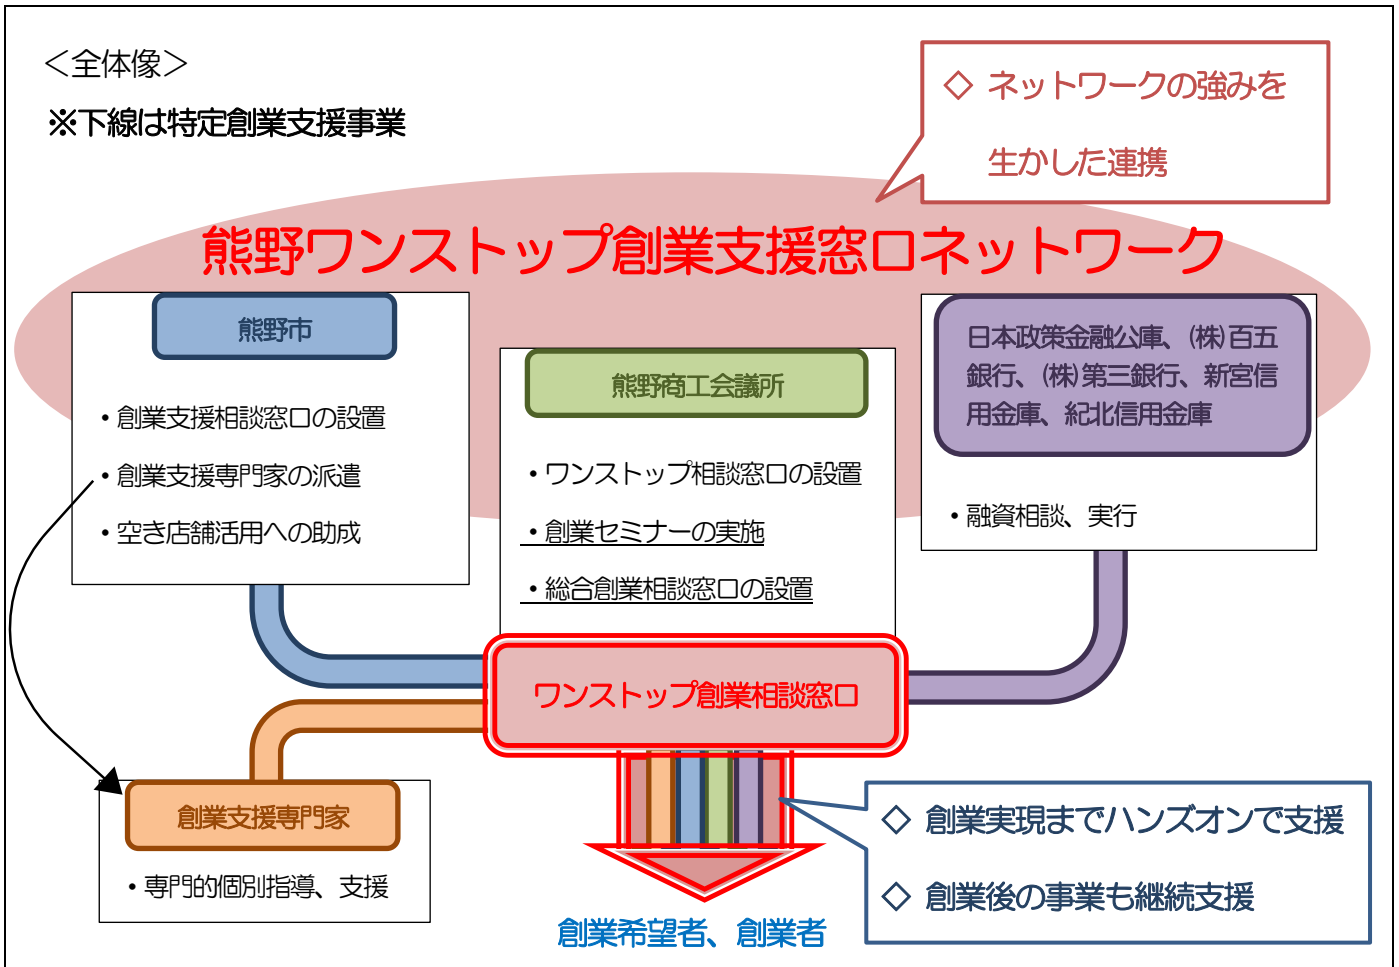 ＜全体像＞
※下線は特定創業支援事業
◇ ネットワークの強みを
生かした連携
熊野ワンストップ創業支援窓口ネットワーク
熊野市
・創業支援相談窓口の設置
・創業支援専門家の派遣
・空き店舗活用への助成
熊野商工会議所
・ワンストップ相談窓口の設置
・創業セミナーの実施
・総合創業相談窓口の設置
日本政策金融公庫、(株)百五
銀行、(株)第三銀行、新宮信
用金庫、紀北信用金庫
・融資相談、実行
ワンストップ創業相談窓口
創業支援専門家
・専門的個別指導、支援
◇ 創業実現までハンズオンで支援
◇ 創業後の事業も継続支援
創業希望者、創業者